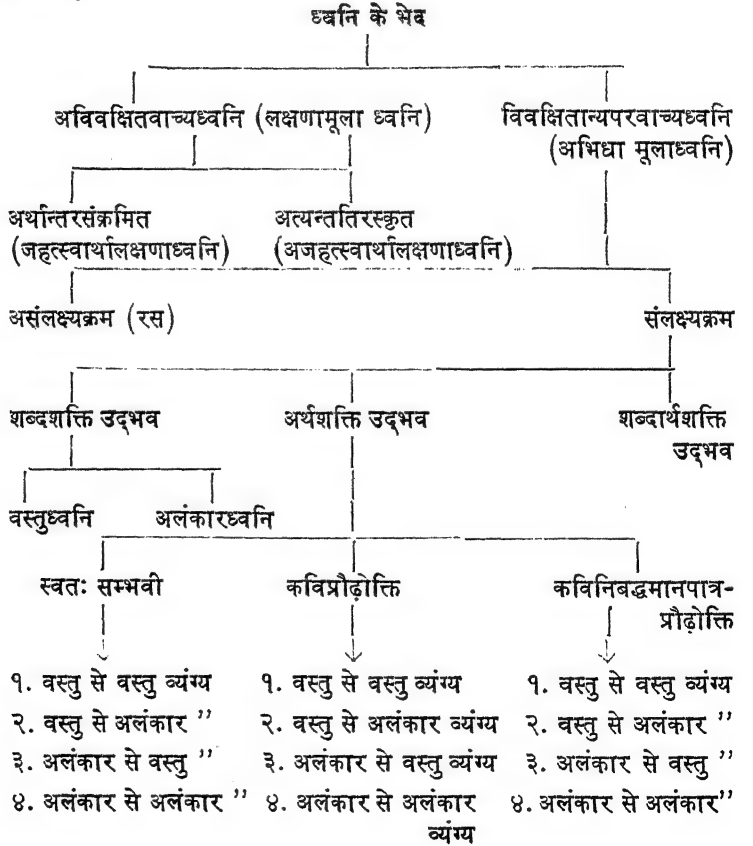 ध्वनि के भेद
अविवक्षितवाच्यध्वनि (लक्षणामूला ध्वनि) विवक्षितान्यपरवाच्यध्वनि
(अभिधा मूलाध्वनि)
अर्थान्तरसंक्रमित अत्यन्ततिरस्कृत
(जहत्स्वार्थालक्षणाध्वनि) (अजहत्स्वार्थालक्षणाध्वनि)
असंलक्ष्यक्रम (रस) संलक्ष्यक्रम
शब्दशक्ति उद्‌भव अर्थशक्ति उद्‌भव शब्दार्थशक्ति
उद्‌भव
वस्तुध्वनि अलंकारध्वनि
स्वतः सम्भवी कविप्रौढ़ोक्ति कविनिबद्धमानपात्र-
प्रौढ़ोक्ति
१. वस्तु से वस्तु व्यंग्य १. वस्तु से वस्तु व्यंग्य १. वस्तु से वस्तु व्यंग्य
२. वस्तु से अलंकार ” २. वस्तु से अलंकार व्यंग्य २. वस्तु से अलंकार ”
३. अलंकार से वस्तु ” ३. अलंकार से वस्तु व्यंग्य ३. अलंकार से वस्तु ”
४. अलंकार से अलंकार ” ४. अलंकार से अलंकार ४. अलंकार से अलंकार”
व्यंग्य